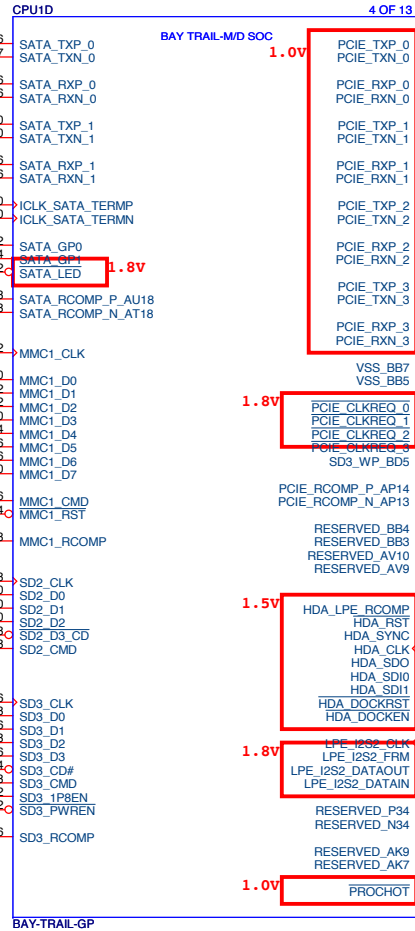 CPU1D 4 OF 13
BAY TRAIL-M/D SOC
1.0V
SATA_TXP_0
SATA_TXN_0
SATA_RXP_0
SATA_RXN_0
SATA_TXP_1
SATA_TXN_1
SATA_RXP_1
SATA_RXN_1
ICLK_SATA_TERMP
ICLK_SATA_TERMN
SATA_GP0
SATA_GP1
SATA_LED
1.8V
SATA_RCOMP_P_AU18
SATA_RCOMP_N_AT18
MMC1_CLK
MMC1_D0
MMC1_D1
MMC1_D2
MMC1_D3
MMC1_D4
MMC1_D5
MMC1_D6
MMC1_D7
MMC1_CMD
MMC1_RST
MMC1_RCOMP
SD2_CLK
SD2_D0
SD2_D1
SD2_D2
SD2_D3_CD
SD2_CMD
SD3_CLK
SD3_D0
SD3_D1
SD3_D2
SD3_D3
SD3_CD#
SD3_CMD
SD3_1P8EN
SD3_PWREN
SD3_RCOMP
PCIE_TXP_0
PCIE_TXN_0
PCIE_RXP_0
PCIE_RXN_0
PCIE_TXP_1
PCIE_TXN_1
PCIE_RXP_1
PCIE_RXN_1
PCIE_TXP_2
PCIE_TXN_2
PCIE_RXP_2
PCIE_RXN_2
PCIE_TXP_3
PCIE_TXN_3
PCIE_RXP_3
PCIE_RXN_3
VSS_BB7
VSS_BB5
1.8V
PCIE_CLKREQ_0
PCIE_CLKREQ_1
PCIE_CLKREQ_2
PCIE_CLKREQ_3
SD3_WP_BD5
PCIE_RCOMP_P_AP14
PCIE_RCOMP_N_AP13
RESERVED_BB4
RESERVED_BB3
RESERVED_AV10
RESERVED_AV9
1.5V
HDA_LPE_RCOMP
HDA_RST
HDA_SYNC
HDA_CLK
HDA_SDO
HDA_SDI0
HDA_SDI1
HDA_DOCKRST
HDA_DOCKEN
1.8V
LPE_I2S2_CLK
LPE_I2S2_FRM
LPE_I2S2_DATAOUT
LPE_I2S2_DATAIN
RESERVED_P34
RESERVED_N34
RESERVED_AK9
RESERVED_AK7
1.0V
PROCHOT
BAY-TRAIL-GP